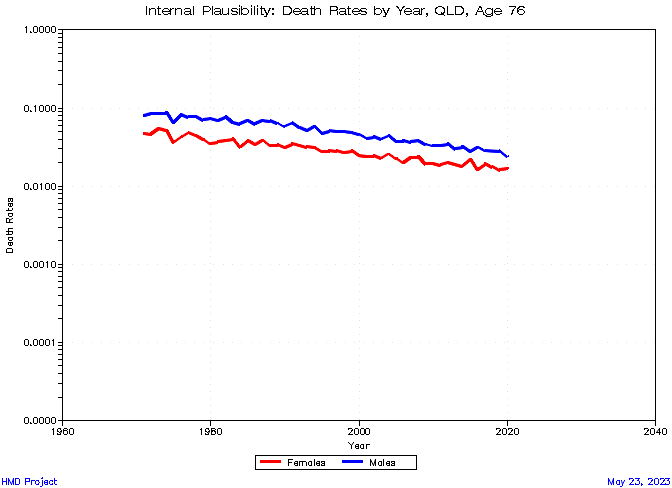 Internal Plausibility: Death Rates by Year, QLD, Age 76
1.0000
0.1000
0.0100
0.0010
0.0001
0.0000
Death Rates
1960
1980
2000
2020
2040
Year
Females
Males
HMD Project
May 23, 2023